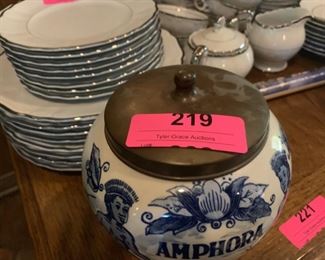 219
Tyler Grace Auctions
AMPHORA
221